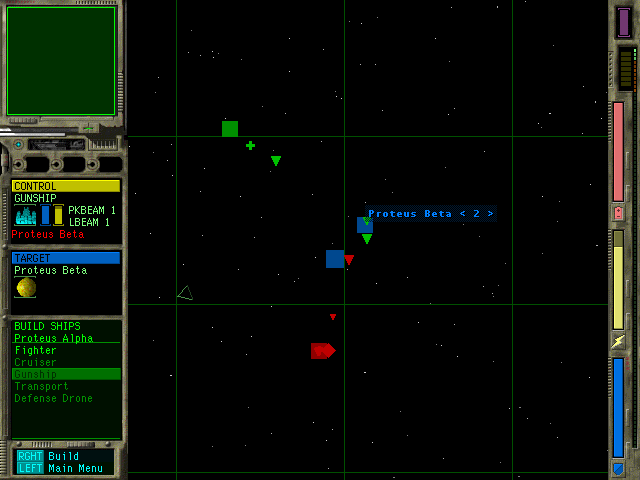 CONTROL
GUNSHIP
PKBEAM 1
LBEAM 1
Proteus Beta
TARGET
Proteus Beta
BUILD SHIPS
Proteus Alpha
Fighter
Cruiser
Gunship
Transport
Defense Drone
RGHT Build
LEFT Main Menu
Proteus Beta < 2 >